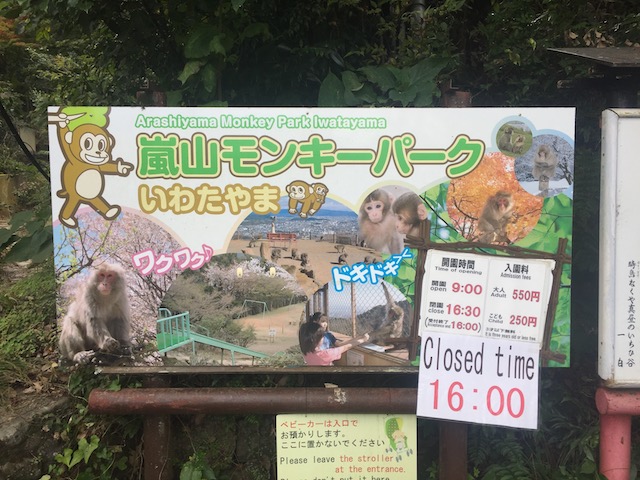 Arashiyama Monkey Park Iwatayama
嵐山モンキーパーク
いわたやま
ワクワク♪
ドキドキ
開園時間
Time of opening
開園
open
9:00
閉園
close
16:30
16:00)
入園料
Admission fees
大人
Adult
550円
こども
Child
250円
Closed time
16:00
ベビーカーは入口で
お預かりします。
ここに置かないでください
Please leave the stroller
at the entrance.